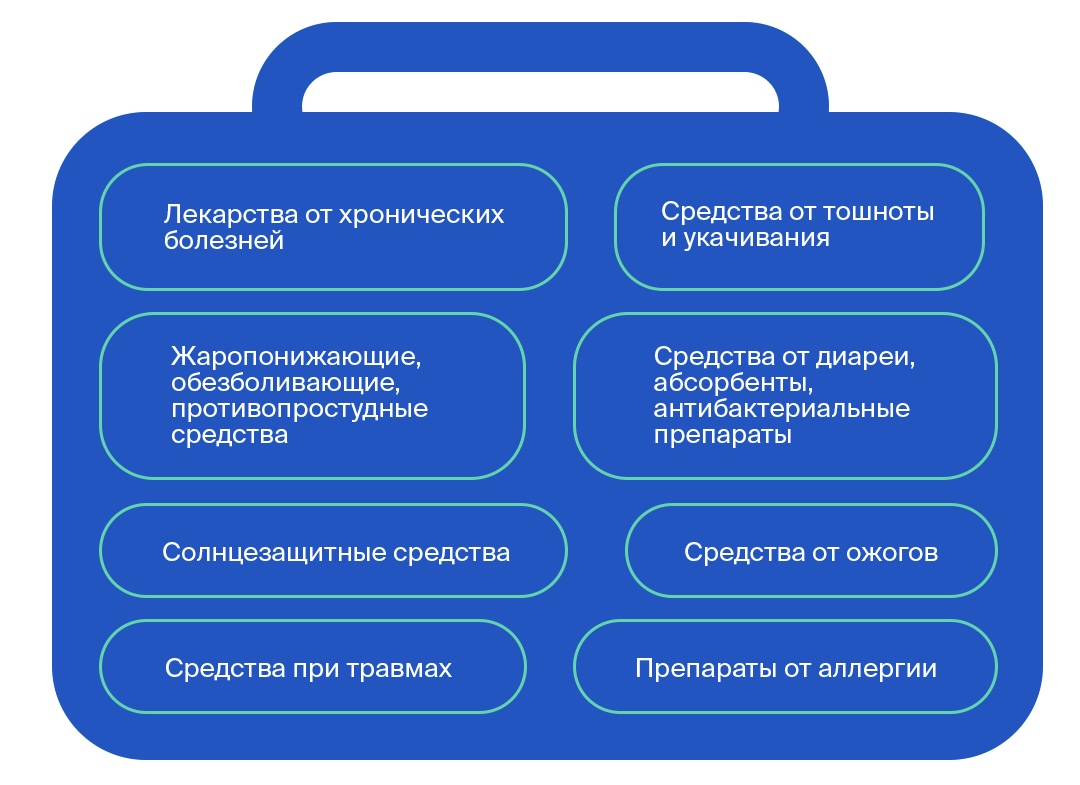 Лекарства от хронических
болезней
Средства от тошноты
и укачивания
Жаропонижающие,
обезболивающие,
противопростудные
средства
Средства от диареи,
абсорбенты,
антибактериальные
препараты
Солнцезащитные средства
Средства от ожогов
Средства при травмах
Препараты от аллергии